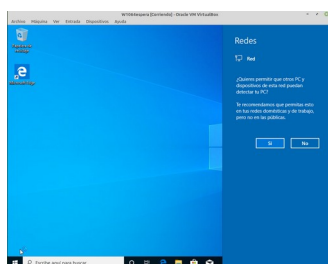 W1064espera [Corriendo] - Oracle VM VirtualBox
Archivo Máquina Ver Entrada Dispositivos Ayuda
Redes
Red
¿Quieres permitir que otros PC y
dispositivos de esta red puedan
detectar tu PC?
Te recomendamos que permitas esto
en tus redes domésticas y de trabajo,
pero no en las públicas.
Sí No
Escribe aquí para buscar